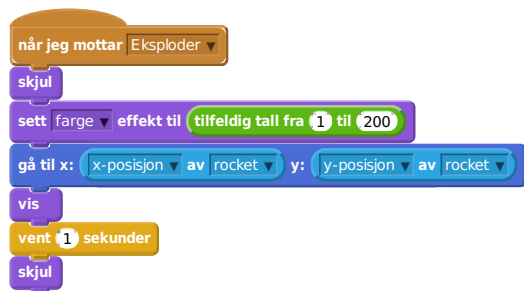 når jeg mottar Eksploder
skjul
sett farge effekt til tilfeldig tall fra 1 til 200
gå til x: x-posisjon av rocket y: y-posisjon av rocket
vis
vent 1 sekunder
skjul